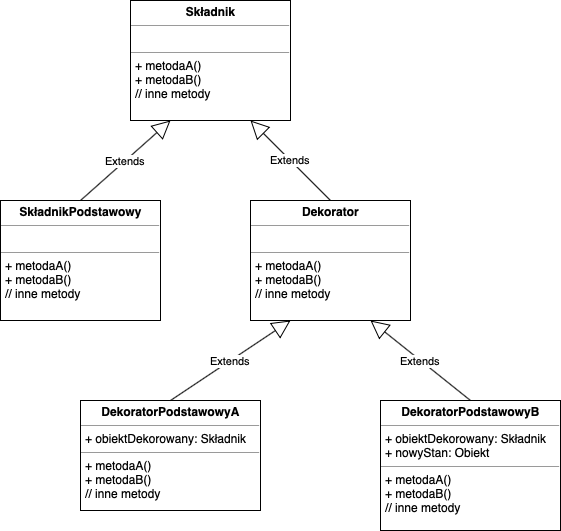 Składnik
+ metodaA()
+ metodaB()
// inne metody
Extends
Extends
SkładnikPodstawowy
+ metodaA()
+ metodaB()
// inne metody
Dekorator
+ metodaA()
+ metodaB()
// inne metody
Extends
Extends
DekoratorPodstawowyA
+ obiektDekorowany: Składnik
+ metodaA()
+ metodaB()
// inne metody
DekoratorPodstawowyB
+ obiektDekorowany: Składnik
+ nowyStan: Obiekt
+ metodaA()
+ metodaB()
// inne metody